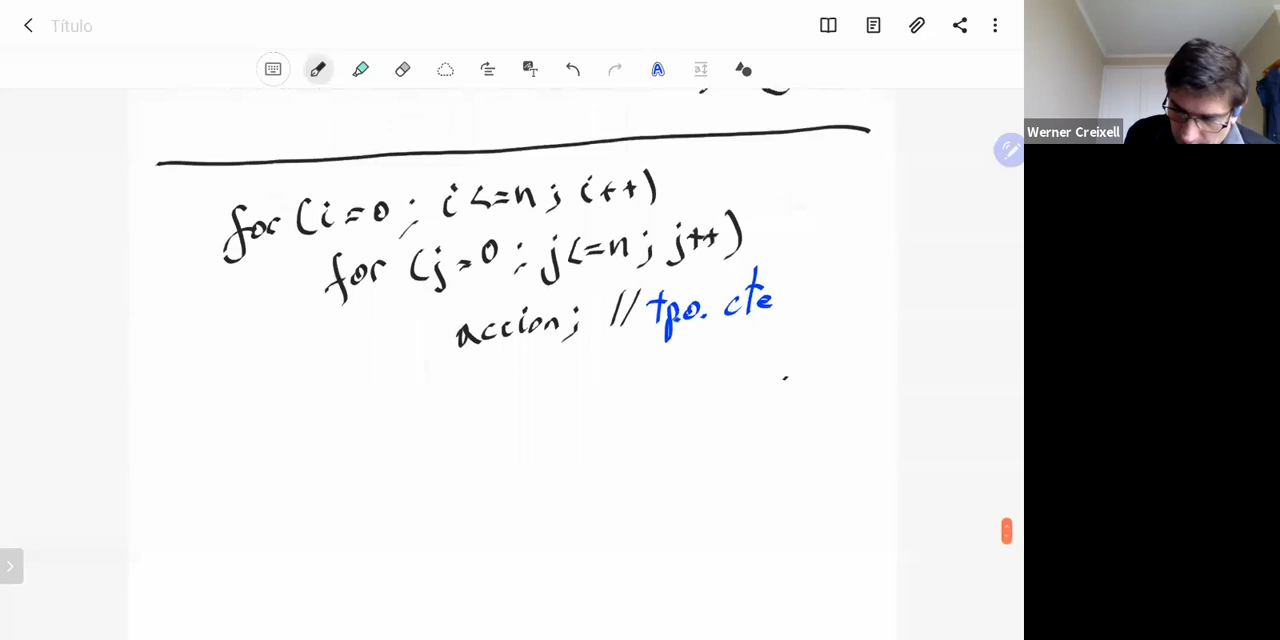 Título
Werner Creixell
for (i=0; i<=n; i++)
for (j=0; j<=n; j++)
accion; // tpo. cte